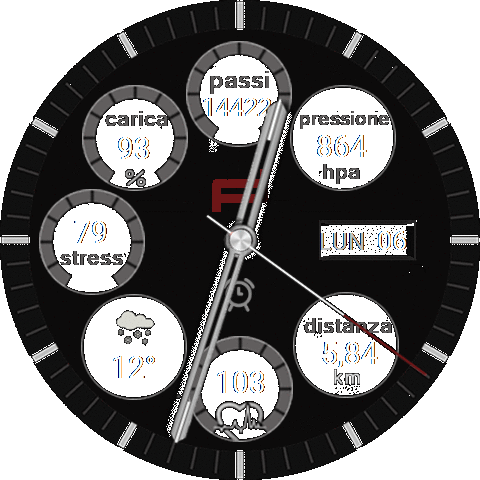 passi
14422
carica
93
%
pressione
864
hpa
79
stress
LUN 06
12°
103
distanza
5,84
km